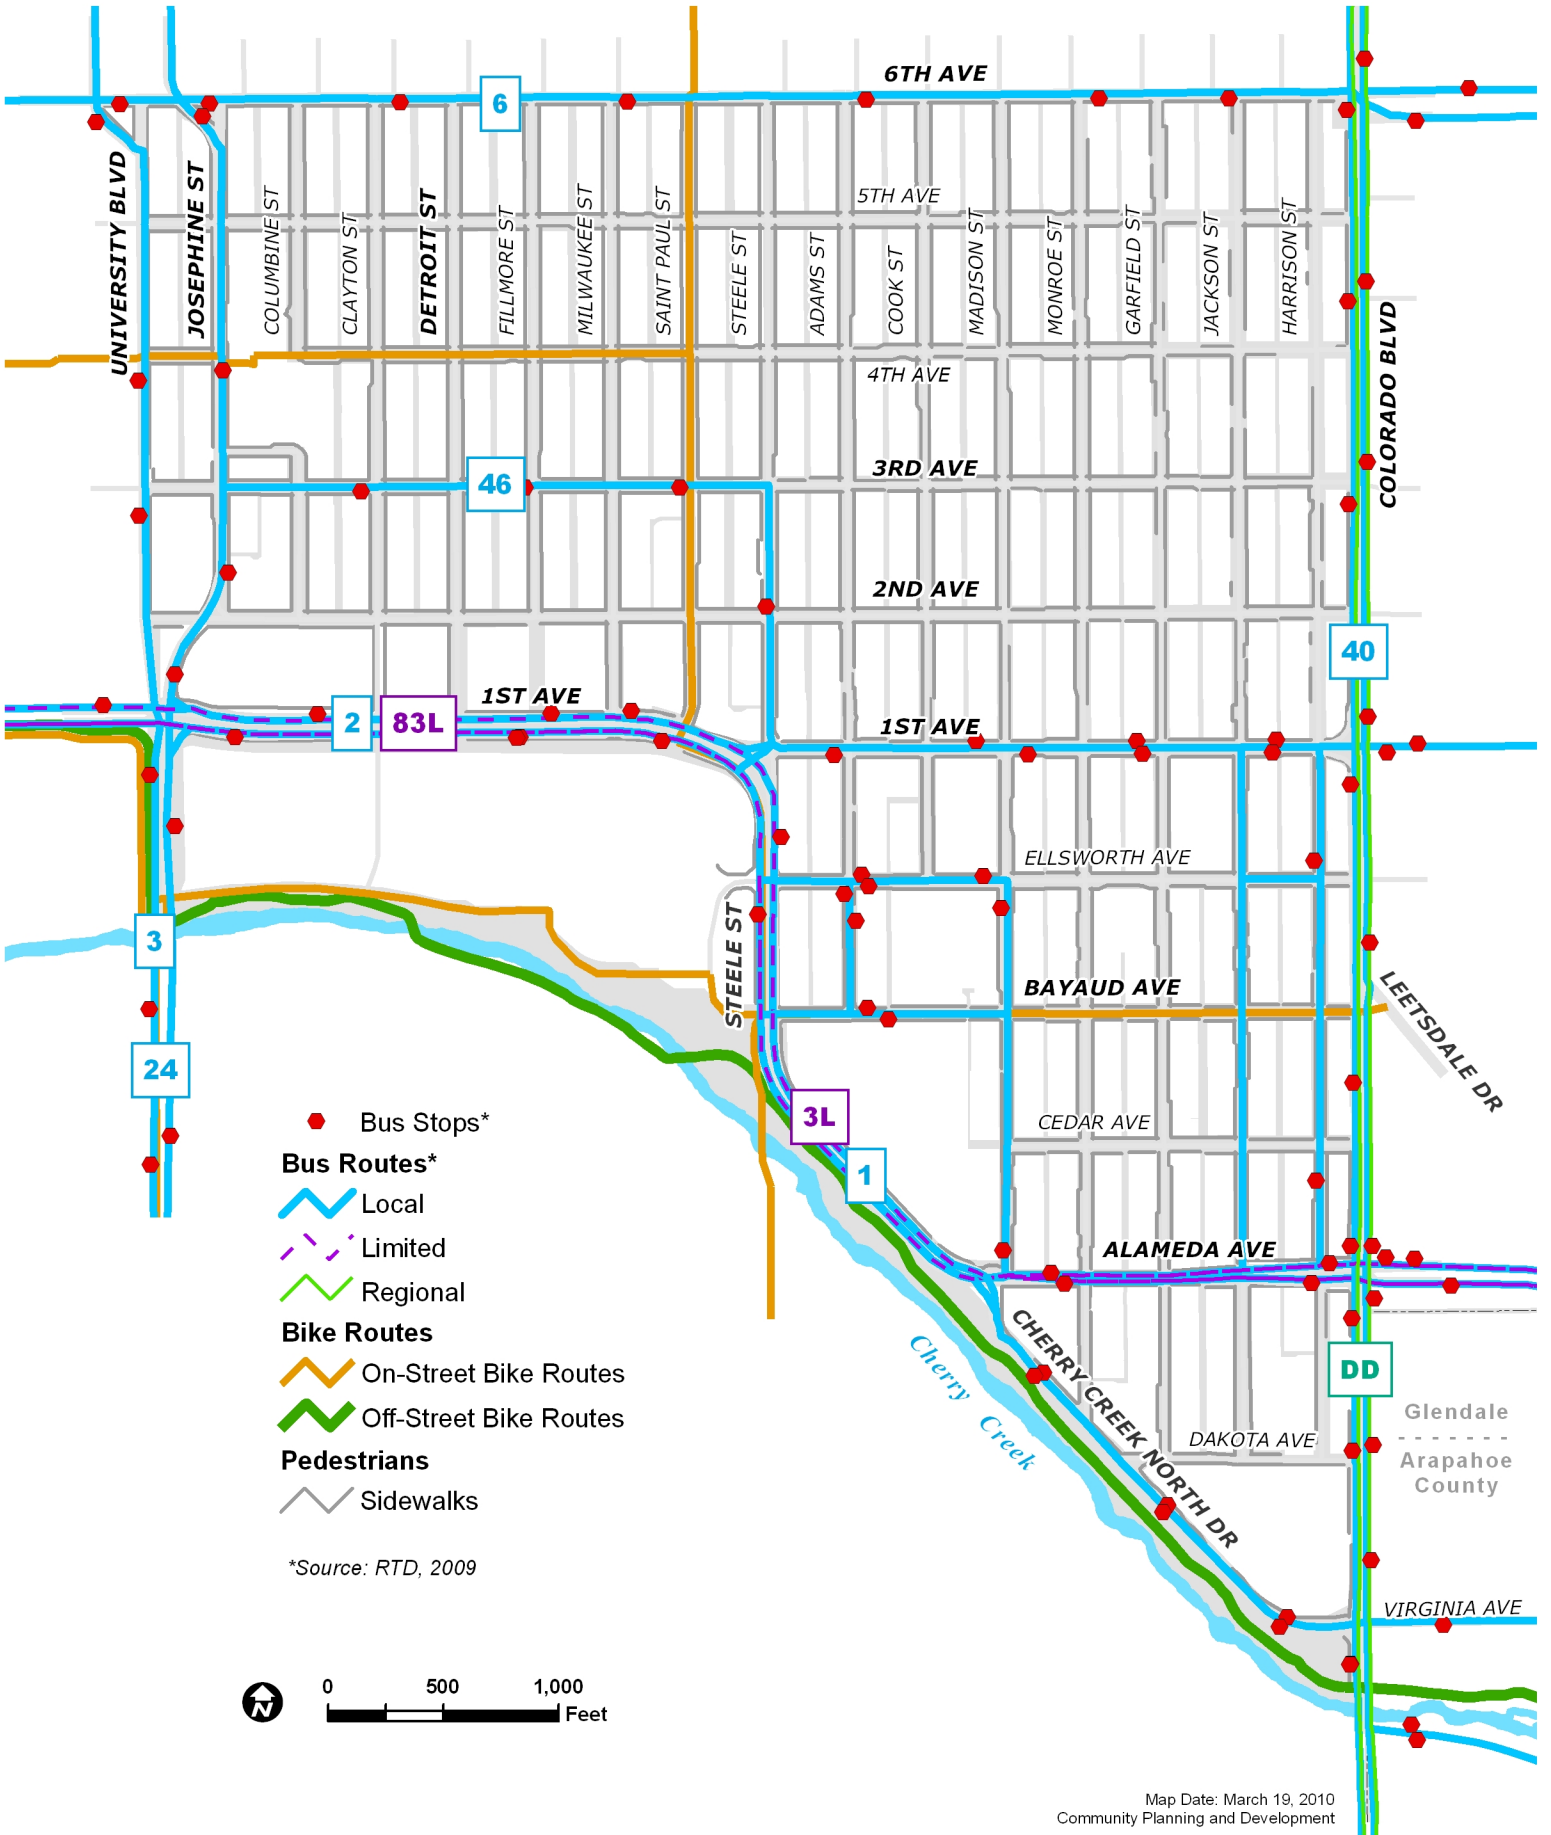 6TH AVE
6
UNIVERSITY BLVD
JOSEPHINE ST
COLUMBINE ST
CLAYTON ST
DETROIT ST
FILLMORE ST
MILWAUKEE ST
SAINT PAUL ST
STEELE ST
ADAMS ST
COOK ST
MADISON ST
MONROE ST
GARFIELD ST
JACKSON ST
HARRISON ST
COLORADO BLVD
5TH AVE
4TH AVE
3RD AVE
46
2ND AVE
40
1ST AVE
2
83L
1ST AVE
ELLSWORTH AVE
STEELE ST
3
BAYAUD AVE
LEETSDALE DR
24
3L
CEDAR AVE
1
ALAMEDA AVE
CHERRY CREEK NORTH DR
Cherry Creek
DD
Glendale
Arapahoe
County
DAKOTA AVE
VIRGINIA AVE
Bus Stops*
Bus Routes*
Local
Limited
Regional
Bike Routes
On-Street Bike Routes
Off-Street Bike Routes
Pedestrians
Sidewalks
*Source: RTD, 2009
N
0 500 1,000
Feet
Map Date: March 19, 2010
Community Planning and Development